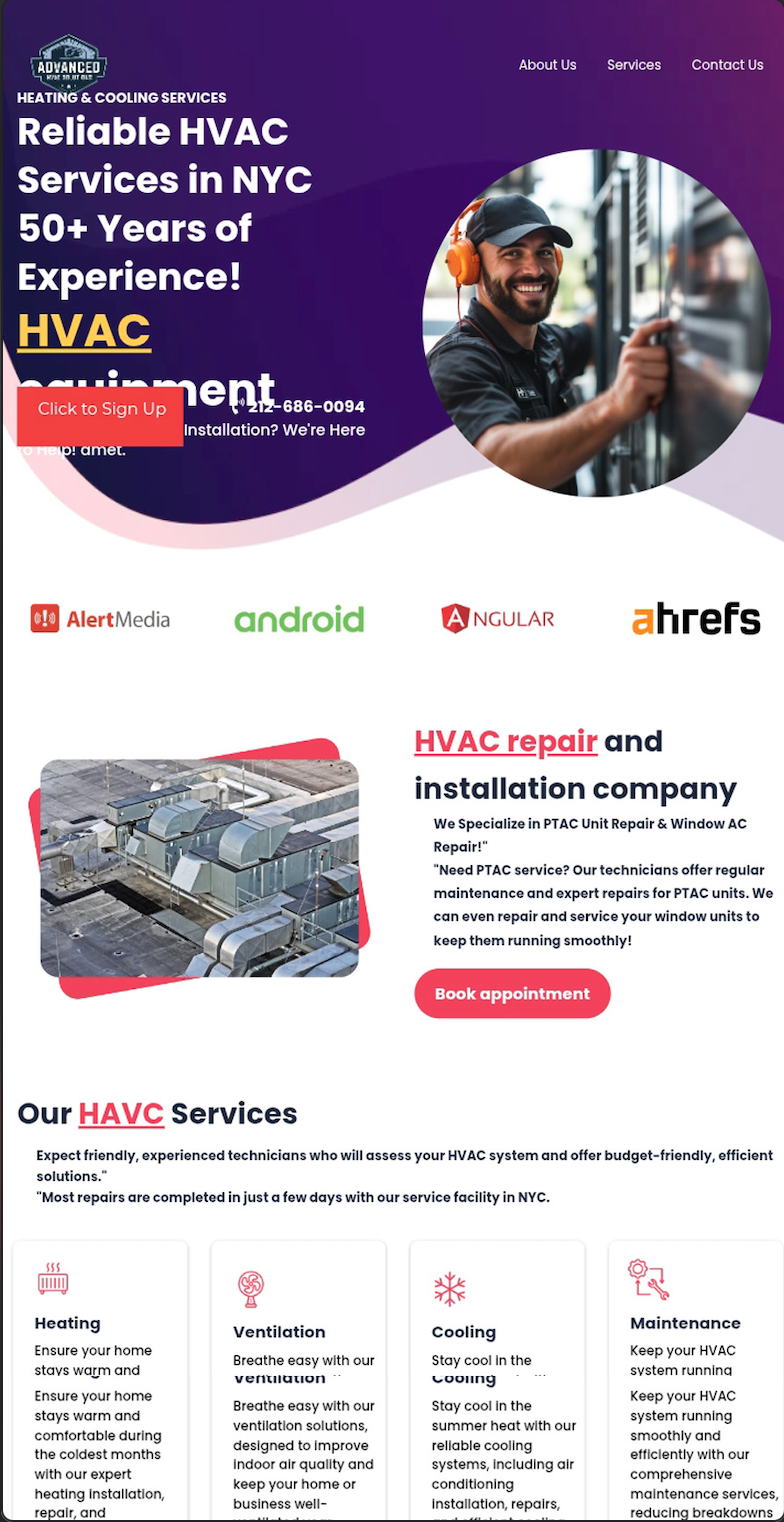 ADVANCED
About Us Services Contact Us
HEATING & COOLING SERVICES
Reliable HVAC
Services in NYC
50+ Years of
Experience!
HVAC
equipment
Click to Sign Up
212-686-0094
Installation? We're Here
to Help! amet.
AlertMedia android ANGULAR ahrefs
HVAC repair and
installation company
We Specialize in PTAC Unit Repair & Window AC
Repair!"
"Need PTAC service? Our technicians offer regular
maintenance and expert repairs for PTAC units. We
can even repair and service your window units to
keep them running smoothly!
Book appointment
Our HAVC Services
Expect friendly, experienced technicians who will assess your HVAC system and offer budget-friendly, efficient
solutions."
"Most repairs are completed in just a few days with our service facility in NYC.
Heating
Ensure your home
stays warm and
Ensure your home
stays warm and
comfortable during
the coldest months
with our expert
heating installation,
repair, and
Ventilation
Breathe easy with our
Ventilation
Breathe easy with our
ventilation solutions,
designed to improve
indoor air quality and
keep your home or
business well-
Cooling
Stay cool in the
Cooling
Stay cool in the
summer heat with our
reliable cooling
systems, including air
conditioning
installation, repairs,
Maintenance
Keep your HVAC
system running
Keep your HVAC
system running
smoothly and
efficiently with our
comprehensive
maintenance services,
reducing breakdowns